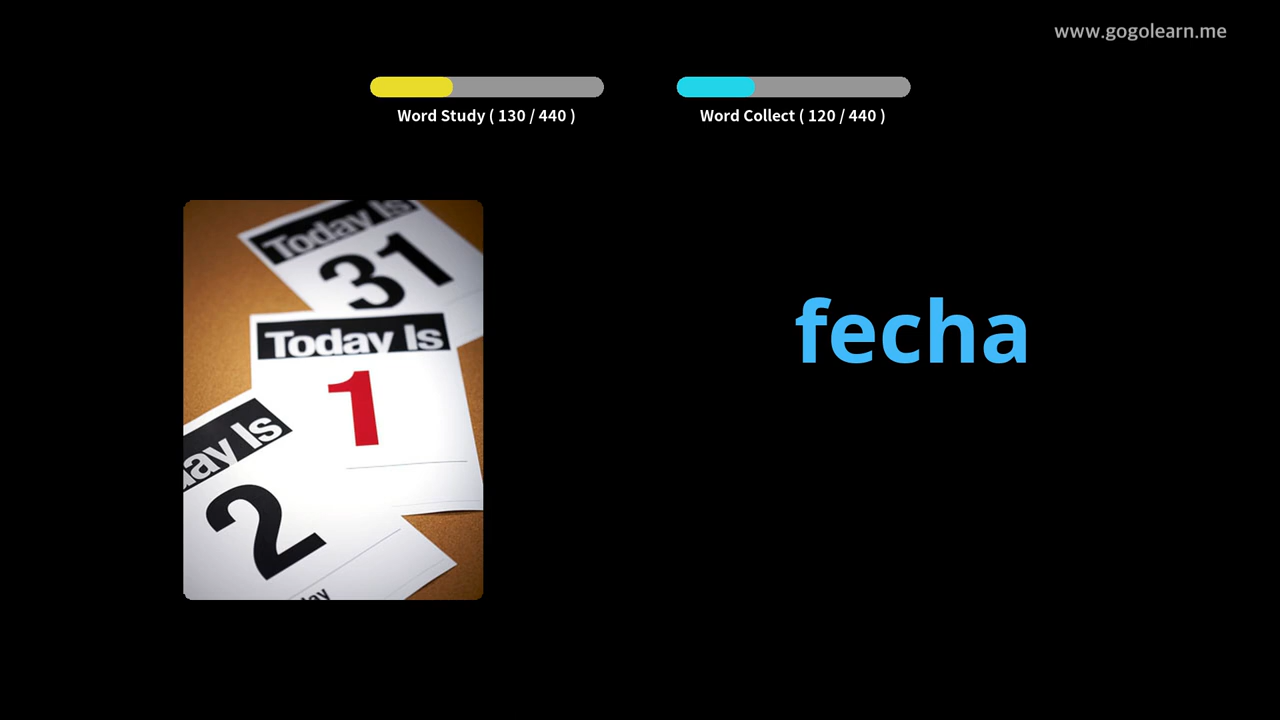 www.gogolearn.me
Word Study ( 130 / 440 )
Word Collect ( 120 / 440 )
Today Is
31
Today Is
1
ay Is
2
fecha